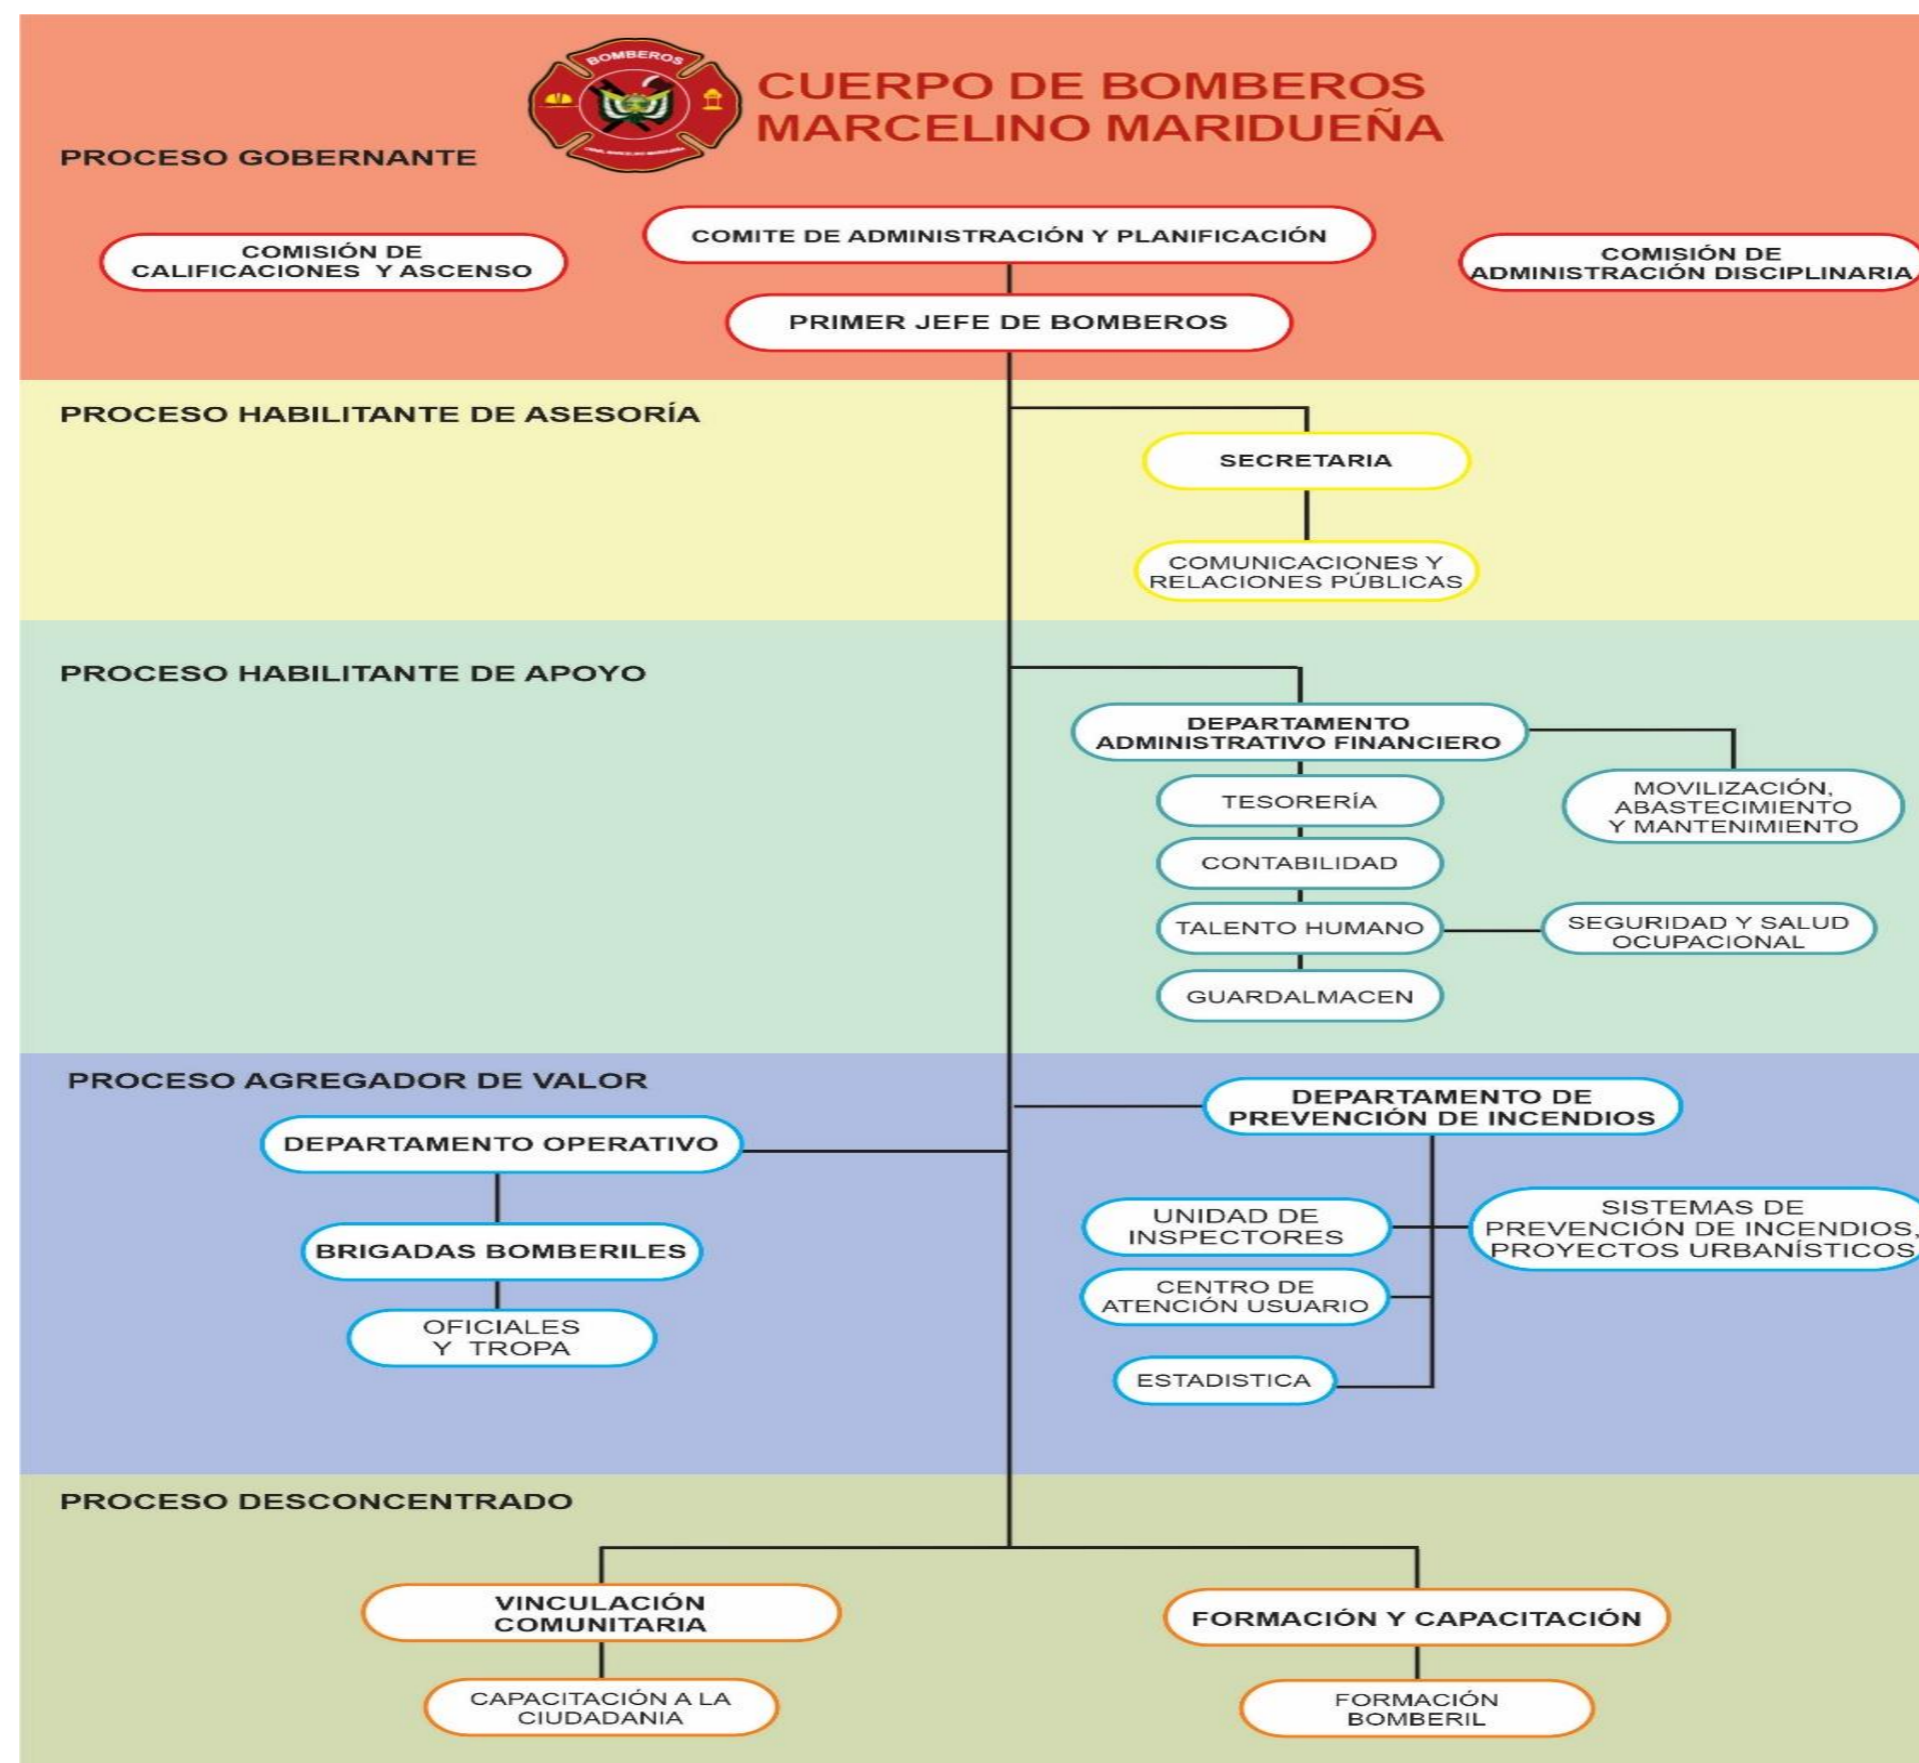 BOMBEROS
CRNEL MARCELINO MARIDUEÑA
CUERPO DE BOMBEROS
MARCELINO MARIDUEÑA
PROCESO GOBERNANTE
COMITE DE ADMINISTRACIÓN Y PLANIFICACIÓN
COMISIÓN DE
CALIFICACIONES Y ASCENSO
COMISIÓN DE
ADMINISTRACIÓN DISCIPLINARIA
PRIMER JEFE DE BOMBEROS
PROCESO HABILITANTE DE ASESORÍA
SECRETARIA
COMUNICACIONES Y
RELACIONES PÚBLICAS
PROCESO HABILITANTE DE APOYO
DEPARTAMENTO
ADMINISTRATIVO FINANCIERO
TESORERÍA
MOVILIZACIÓN,
ABASTECIMIENTO
Y MANTENIMIENTO
CONTABILIDAD
TALENTO HUMANO
SEGURIDAD Y SALUD
OCUPACIONAL
GUARDALMACEN
PROCESO AGREGADOR DE VALOR
DEPARTAMENTO OPERATIVO
BRIGADAS BOMBERILES
OFICIALES
Y TROPA
DEPARTAMENTO DE
PREVENCIÓN DE INCENDIOS
UNIDAD DE
INSPECTORES
SISTEMAS DE
PREVENCIÓN DE INCENDIOS,
PROYECTOS URBANÍSTICOS
CENTRO DE
ATENCIÓN USUARIO
ESTADISTICA
PROCESO DESCONCENTRADO
VINCULACIÓN
COMUNITARIA
CAPACITACIÓN A LA
CIUDADANIA
FORMACIÓN Y CAPACITACIÓN
FORMACIÓN
BOMBERIL